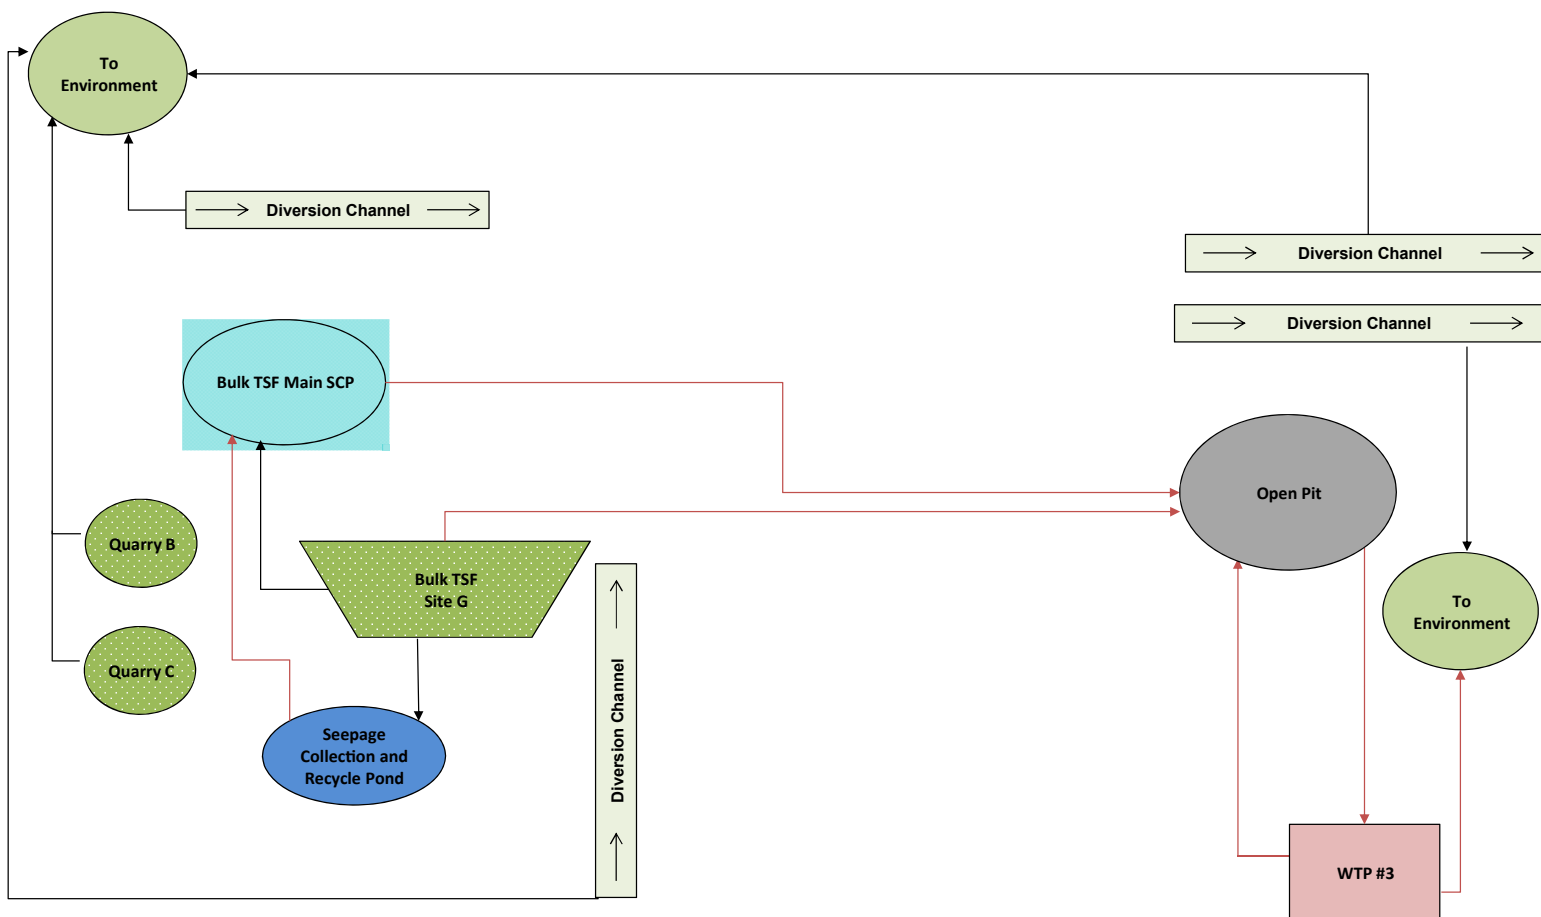 To
Environment
Diversion Channel
Diversion Channel
Diversion Channel
Bulk TSF Main SCP
Open Pit
Quarry B
Bulk TSF
Site G
To
Environment
Quarry C
Diversion Channel
Seepage
Collection and
Recycle Pond
WTP #3